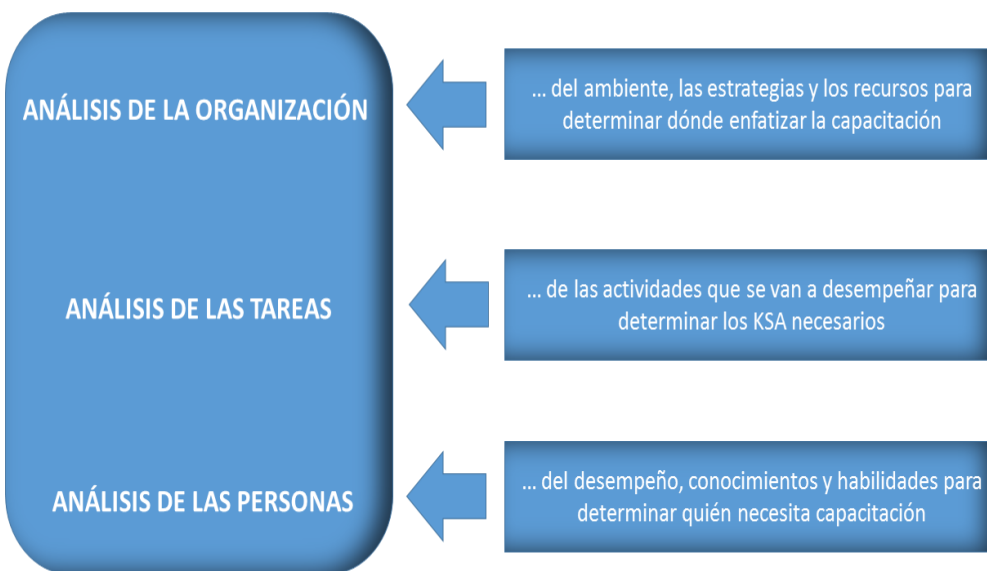 ANÁLISIS DE LA ORGANIZACIÓN
... del ambiente, las estrategias y los recursos para
determinar dónde enfatizar la capacitación
ANÁLISIS DE LAS TAREAS
... de las actividades que se van a desempeñar para
determinar los KSA necesarios
ANÁLISIS DE LAS PERSONAS
... del desempeño, conocimientos y habilidades para
determinar quién necesita capacitación